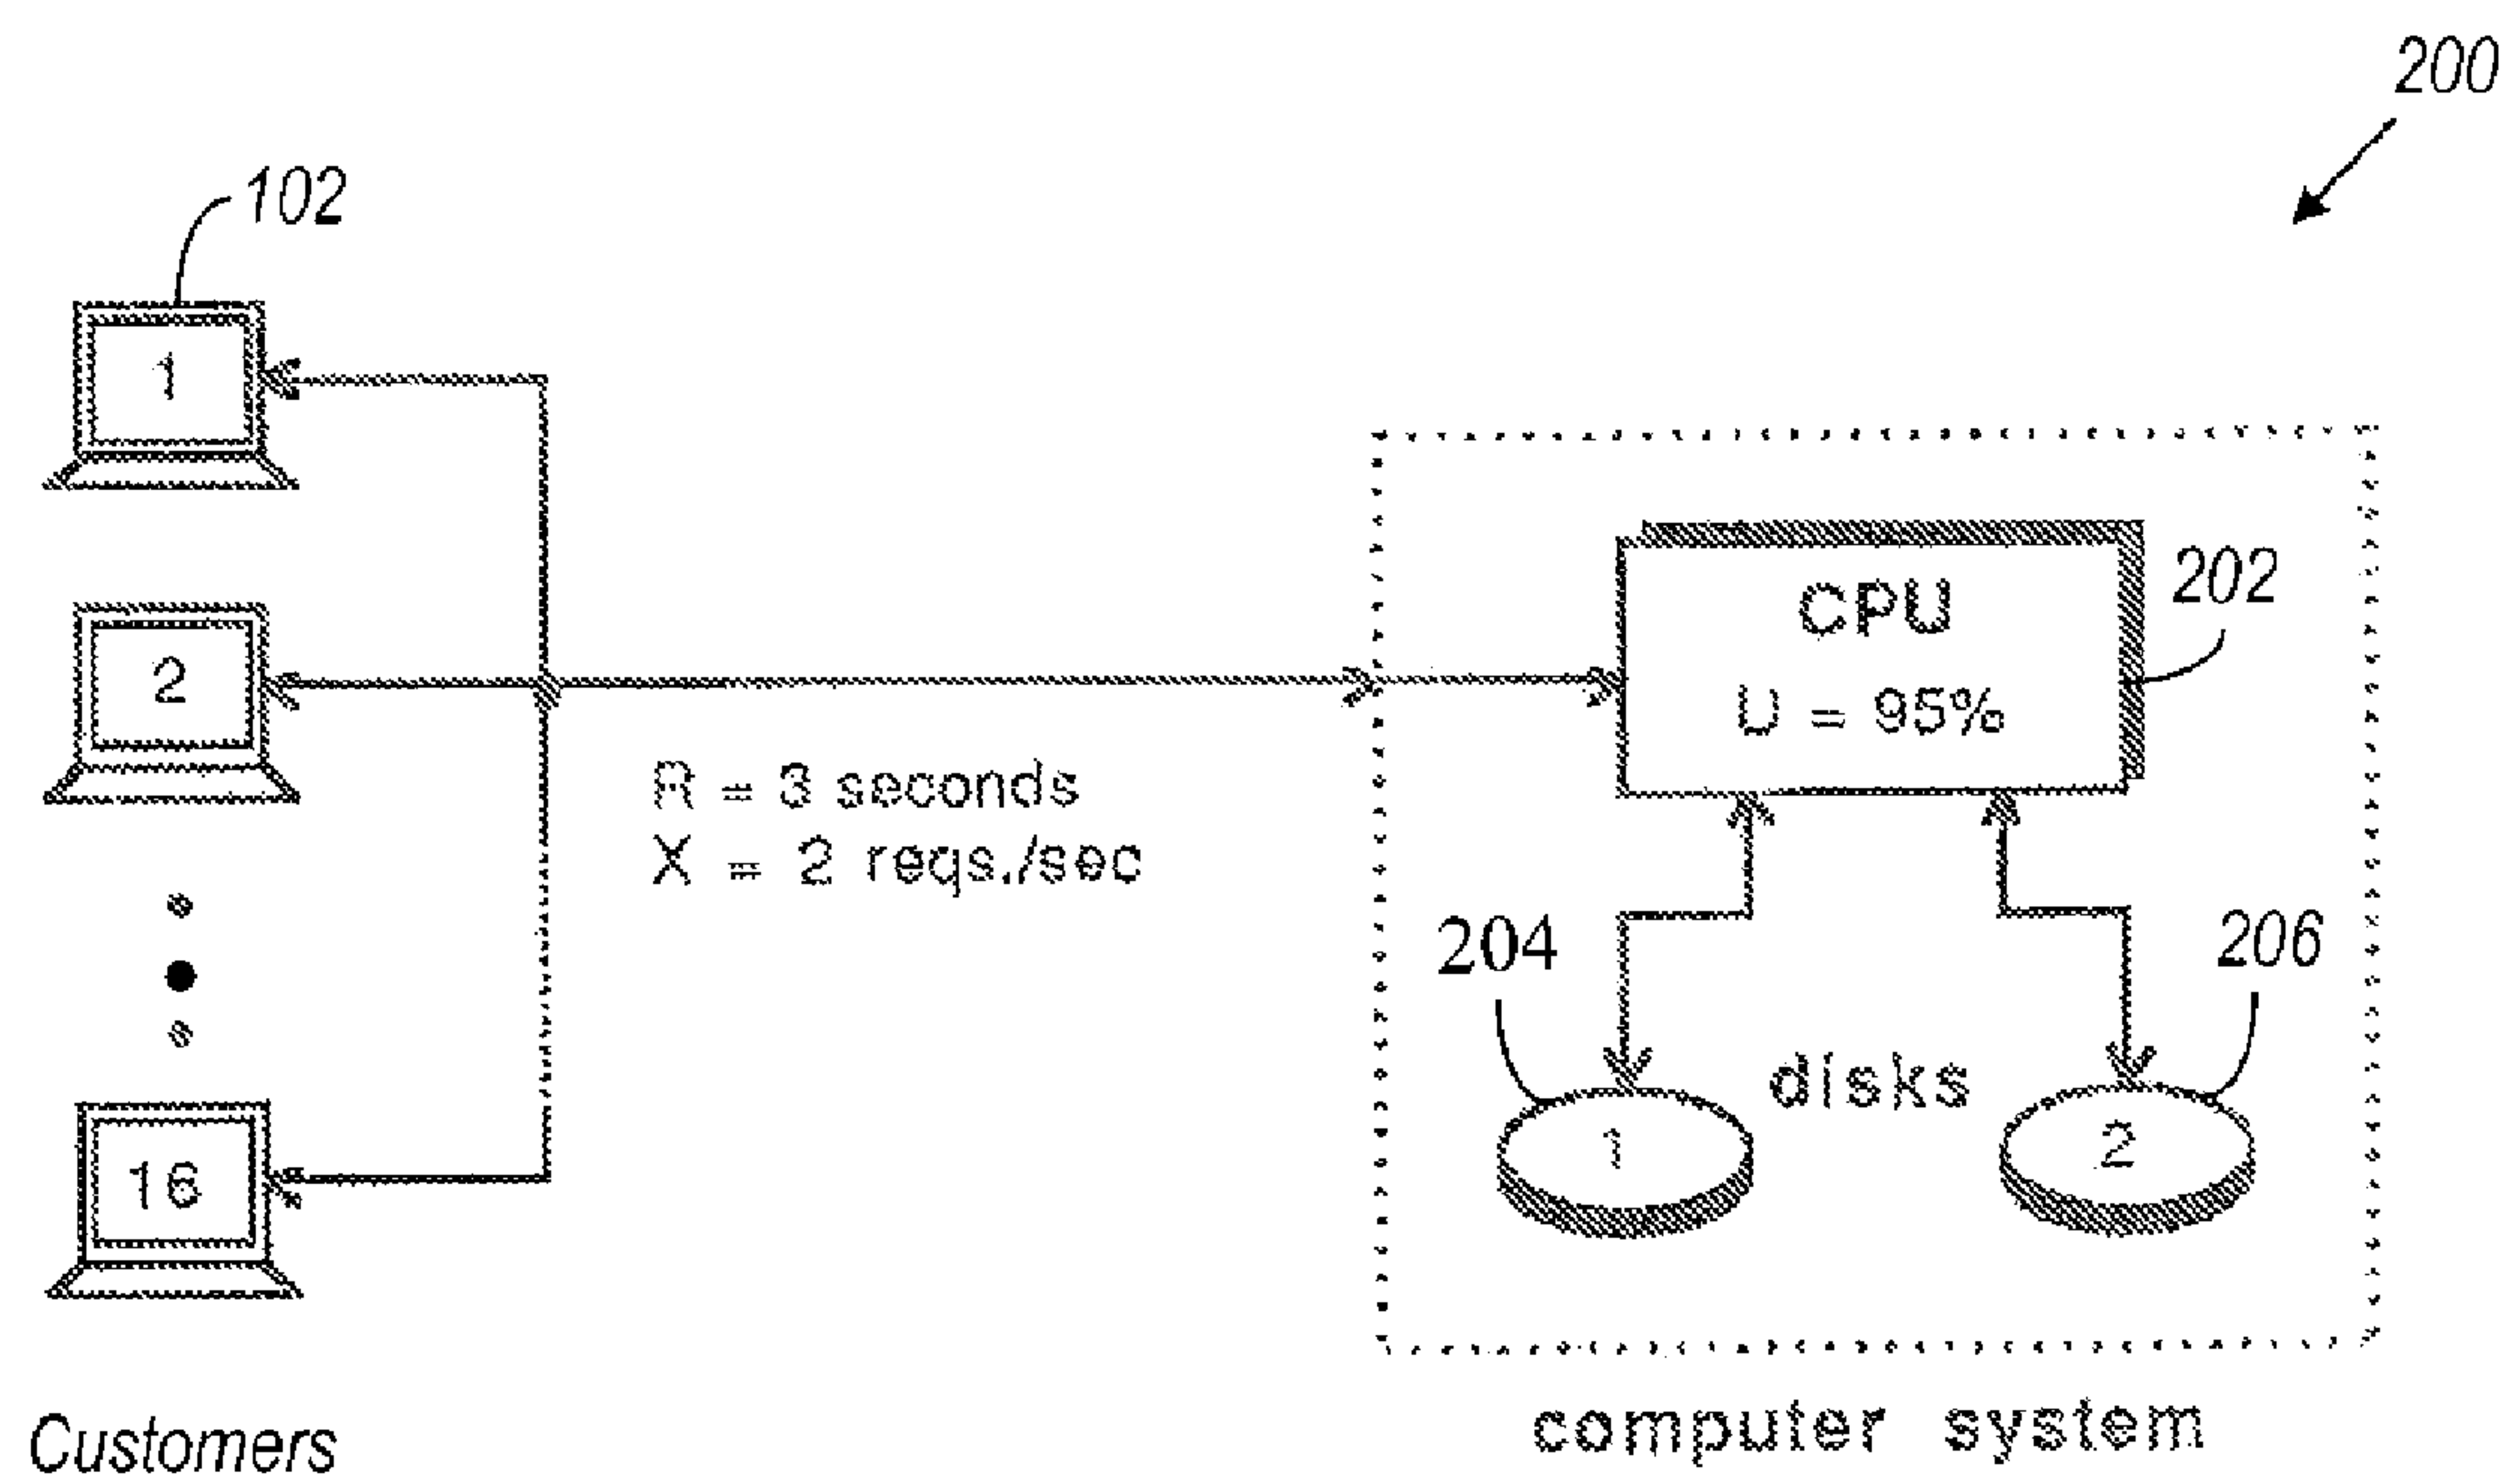 200
102
1
2
16
Customers
R = 3 seconds
X = 2 reqs./sec
CPU
U = 95%
202
204
206
disks
1
2
computer system